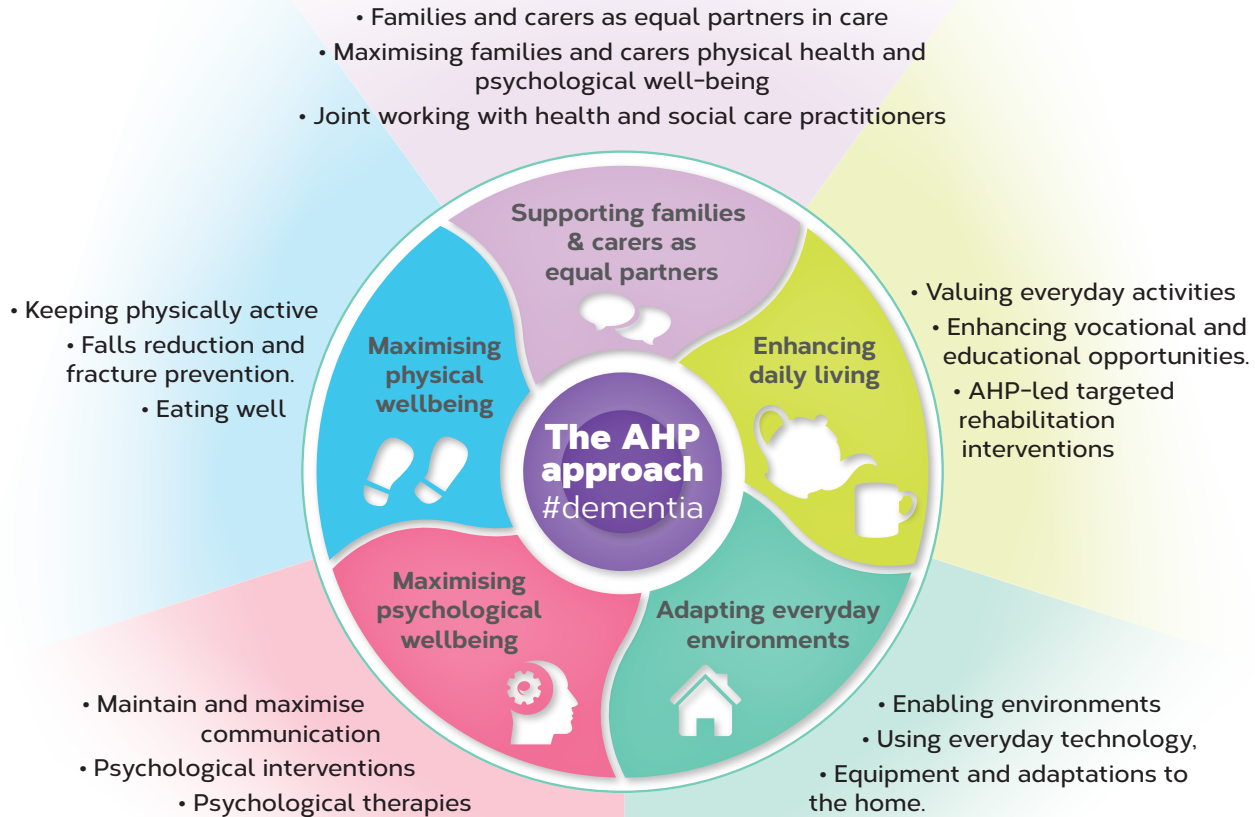 • Families and carers as equal partners in care
• Maximising families and carers physical health and
psychological well-being
• Joint working with health and social care practitioners
Supporting families
& carers as
equal partners
• Valuing everyday activities
• Enhancing vocational and
educational opportunities.
• AHP-led targeted
rehabilitation
interventions
Enhancing
daily living
• Keeping physically active
• Falls reduction and
fracture prevention.
• Eating well
Maximising
physical
wellbeing
The AHP
approach
#dementia
Maximising
psychological
wellbeing
Adapting everyday
environments
• Maintain and maximise
communication
• Psychological interventions
• Psychological therapies
• Enabling environments
• Using everyday technology,
• Equipment and adaptations to
the home.